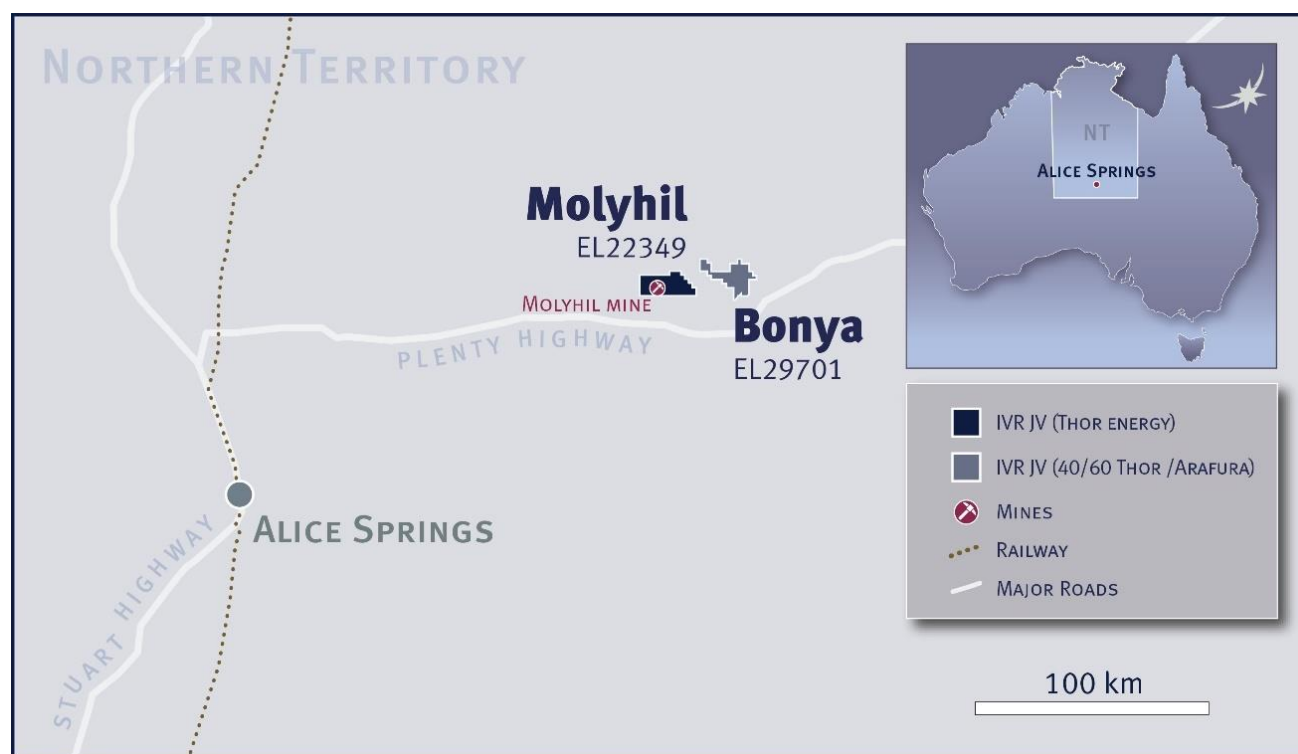 Northern Territory
NT
Alice Springs
Molyhil
EL22349
Molyhil mine
Bonya
EL29701
Plenty Highway
Alice Springs
Stuart Highway
IVR JV (Thor energy)
IVR JV (40/60 Thor /Arafura)
Mines
Railway
Major Roads
100 km